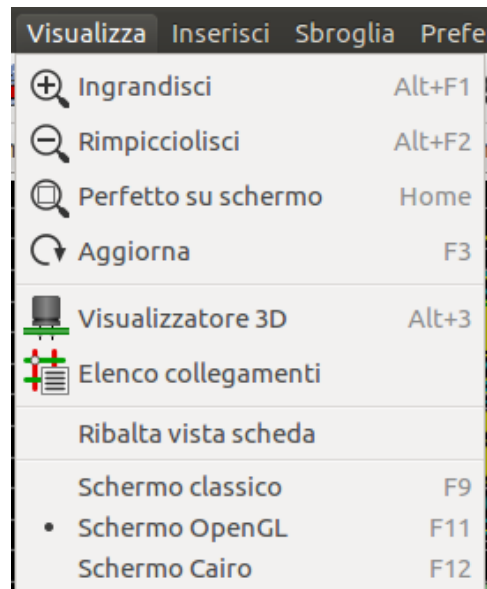 Visualizza Inserisci Sbroglia Prefe
Ingrandisci Alt+F1
Rimpicciolisci Alt+F2
Perfetto su schermo Home
Aggiorna F3
Visualizzatore 3D Alt+3
Elenco collegamenti
Ribalta vista scheda
Schermo classico F9
• Schermo OpenGL F11
Schermo Cairo F12